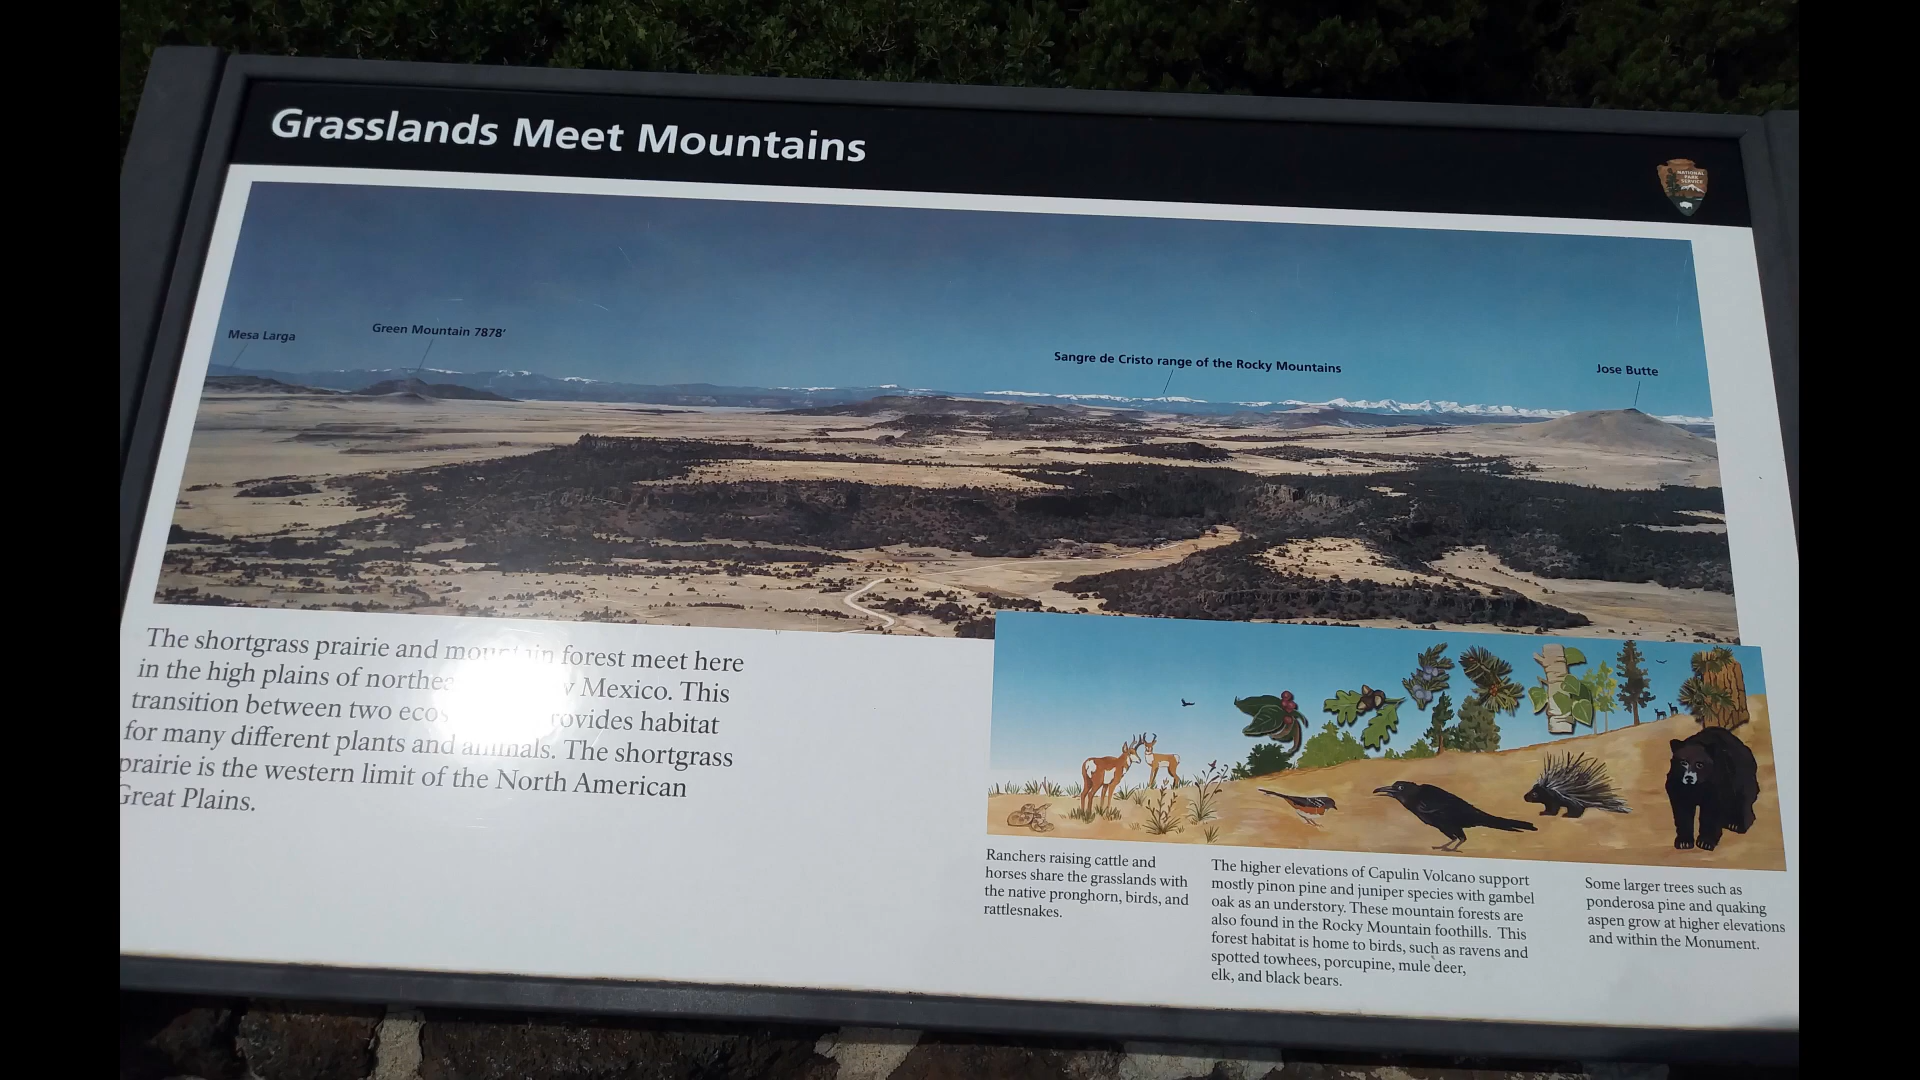 Grasslands Meet Mountains
NATIONAL
PARK
SERVICE
Mesa Larga
Green Mountain 7878'
Sangre de Cristo range of the Rocky Mountains
Jose Butte
The shortgrass prairie and mountain forest meet here
in the high plains of Mexico. This
transition between two habitat
for many different plants and animals. The shortgrass
prairie is the western limit of the North American
Great Plains.
Ranchers raising cattle and
horses share the grasslands with
the native pronghorn, birds, and
rattlesnakes.
The higher elevations of Capulin Volcano support
mostly pinon pine and juniper species with gambel
oak as an understory. These mountain forests are
also found in the Rocky Mountain foothills. This
forest habitat is home to birds, such as ravens and
spotted towhees, porcupine, mule deer,
elk, and black bears.
Some larger trees such as
ponderosa pine and quaking
aspen grow at higher elevations
and within the Monument.